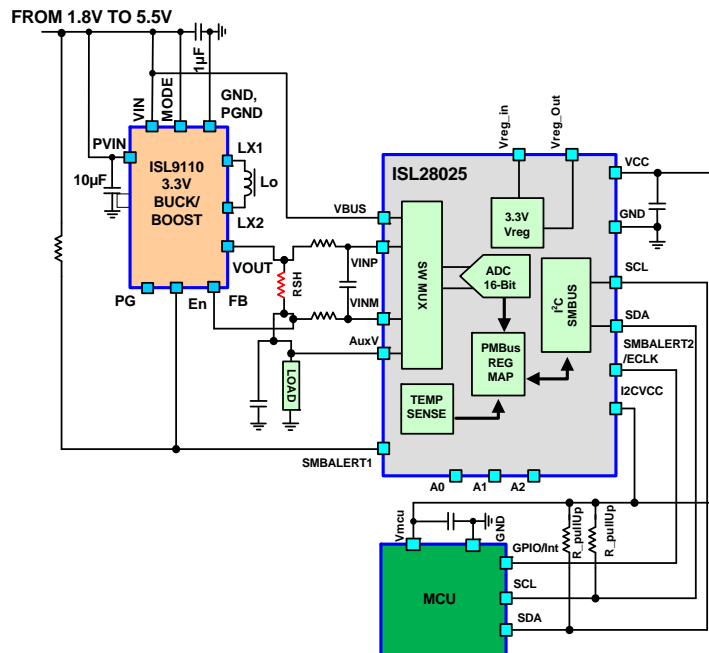 FROM 1.8V TO 5.5V
1µF
VIN
MODE
GND,
PGND
PVIN
10µF
ISL9110
3.3V
BUCK/
BOOST
LX1
Lo
LX2
VOUT
PG
En
FB
RSH
LOAD
VBUS
VINP
VINM
AuxV
SMBALERT1
Vreg_in
Vreg_Out
ISL28025
3.3V
Vreg
SW MUX
ADC
16-Bit
I²C
SMBUS
PMBus
REG
MAP
TEMP
SENSE
VCC
GND
SCL
SDA
SMBALERT2
/ECLK
I2CVCC
A0
A1
A2
Vmcu
GND
R_pullUp
R_pullUp
GPIO/Int
SCL
SDA
MCU